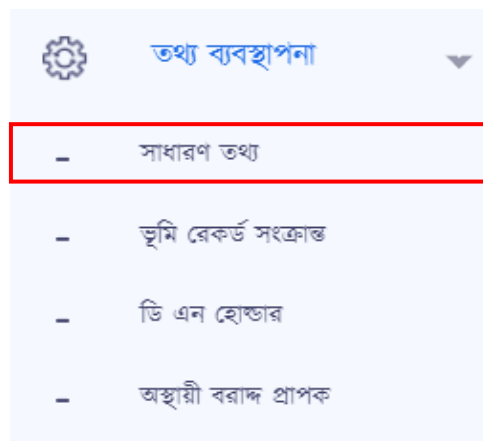 তথ্য ব্যবস্থাপনা
- সাধারণ তথ্য
- ভূমি রেকর্ড সংক্রান্ত
- ডি এন হোল্ডার
- অস্থায়ী বরাদ্দ প্রাপক